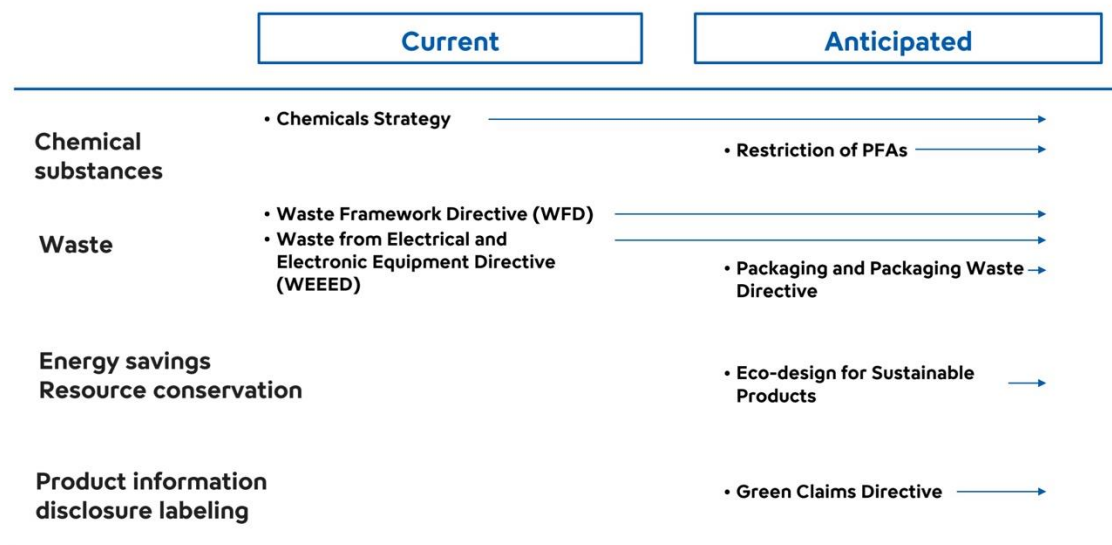 Current
Anticipated
Chemical
substances
• Chemicals Strategy
• Restriction of PFAs
Waste
• Waste Framework Directive (WFD)
• Waste from Electrical and
Electronic Equipment Directive
(WEEED)
• Packaging and Packaging Waste
Directive
Energy savings
Resource conservation
• Eco-design for Sustainable
Products
Product information
disclosure labeling
• Green Claims Directive